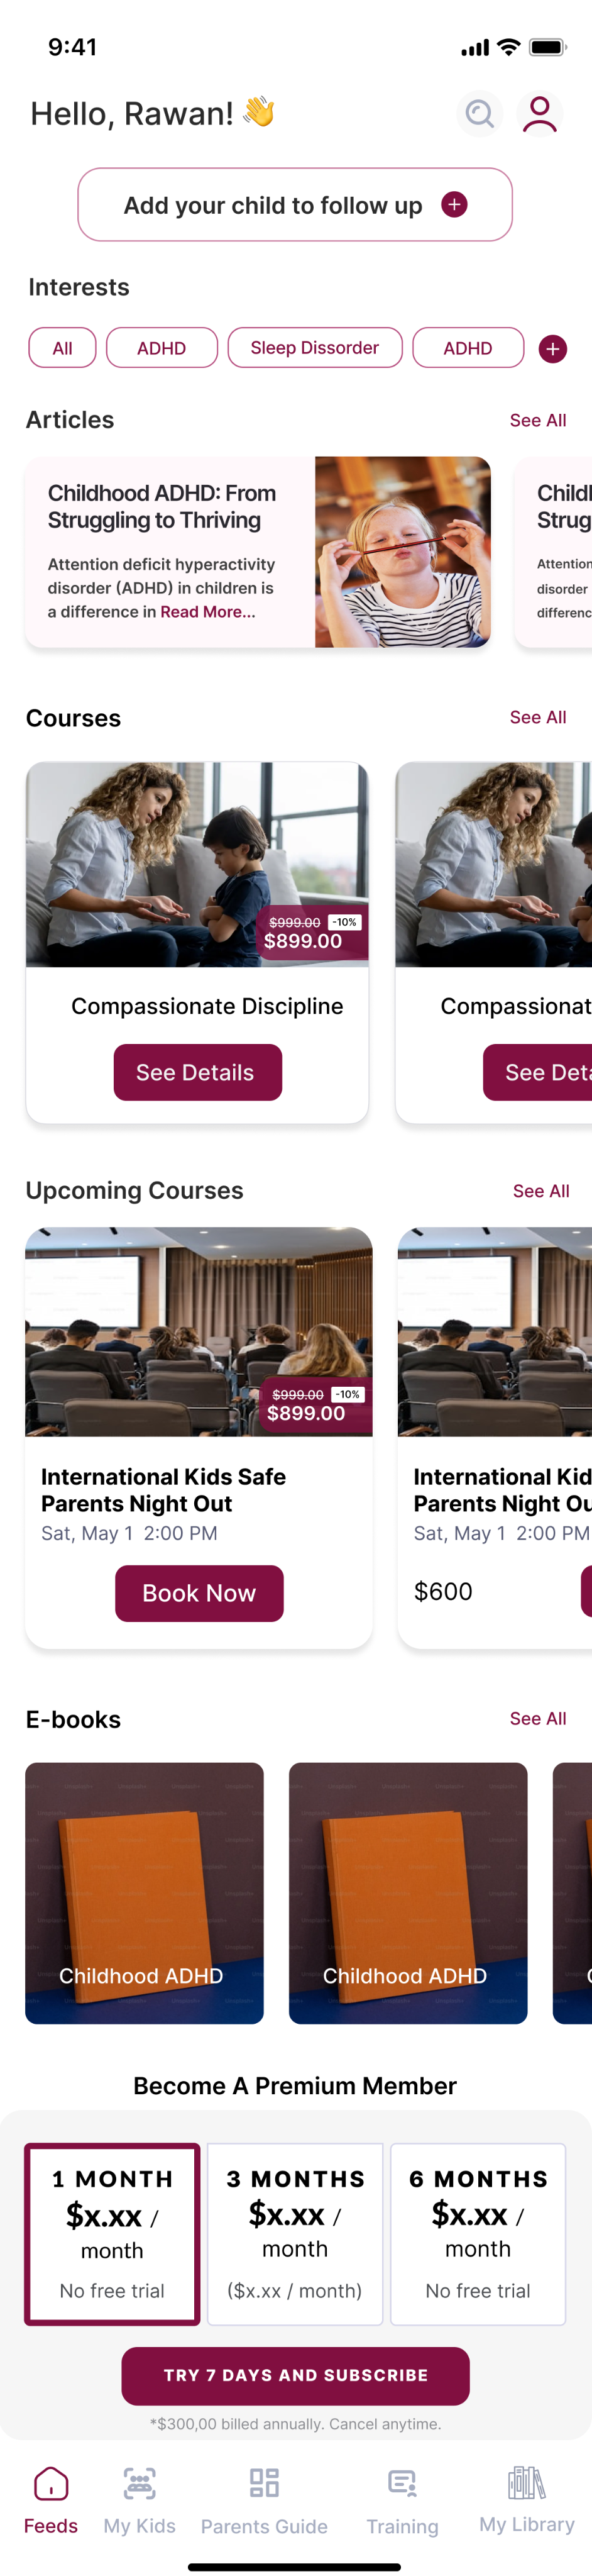 9:41
Hello, Rawan! 👋
Add your child to follow up
Interests
All
ADHD
Sleep Dissorder
ADHD
Articles
See All
Childhood ADHD: From
Struggling to Thriving
Attention deficit hyperactivity
disorder (ADHD) in children is
a difference in Read More...
Child
Strug
Attention
disorder
differenc
Courses
See All
$999.00 -10%
$899.00
Compassionate Discipline
See Details
Compassionat
See Deta
Upcoming Courses
See All
$999.00 -10%
$899.00
International Kids Safe
Parents Night Out
Sat, May 1 2:00 PM
Book Now
International Kid
Parents Night Ou
Sat, May 1 2:00 PM
$600
E-books
See All
Childhood ADHD
Childhood ADHD
Become A Premium Member
1 MONTH
$x.xx /
month
No free trial
3 MONTHS
$x.xx /
month
($x.xx / month)
6 MONTHS
$x.xx /
month
No free trial
TRY 7 DAYS AND SUBSCRIBE
*$300,00 billed annually. Cancel anytime.
Feeds
My Kids
Parents Guide
Training
My Library